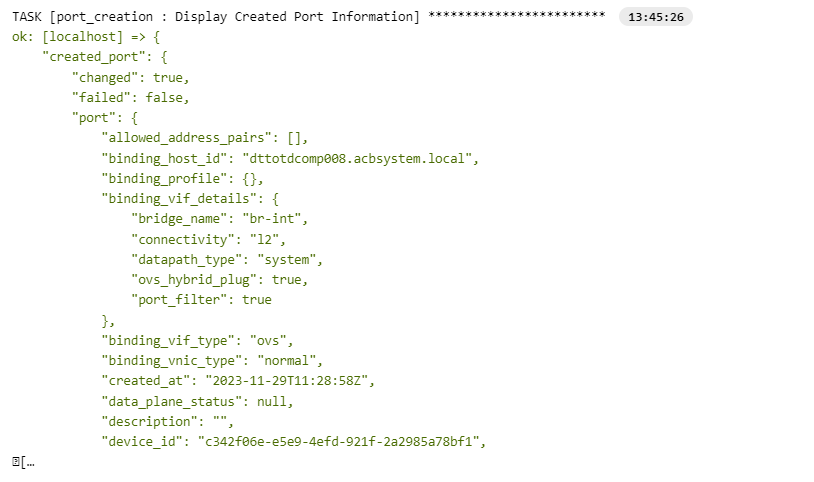 TASK [port_creation : Display Created Port Information] ************************ 13:45:26
ok: [localhost] => {
    "created_port": {
        "changed": true,
        "failed": false,
        "port": {
            "allowed_address_pairs": [],
            "binding_host_id": "dttotdcomp008.acbsystem.local",
            "binding_profile": {},
            "binding_vif_details": {
                "bridge_name": "br-int",
                "connectivity": "l2",
                "datapath_type": "system",
                "ovs_hybrid_plug": true,
                "port_filter": true
            },
            "binding_vif_type": "ovs",
            "binding_vnic_type": "normal",
            "created_at": "2023-11-29T11:28:58Z",
            "data_plane_status": null,
            "description": "",
            "device_id": "c342f06e-e5e9-4efd-921f-2a2985a78bf1",
[…